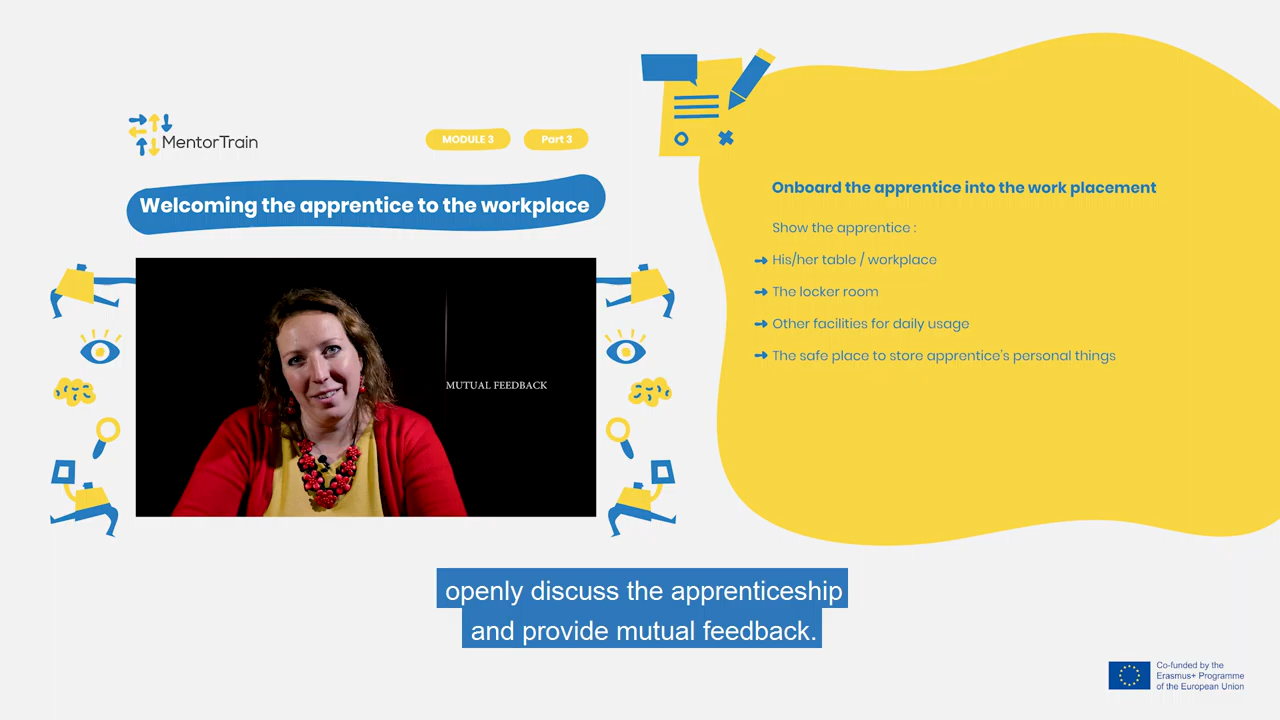 MentorTrain
MODULE 3
Part 3
Welcoming the apprentice to the workplace
MUTUAL FEEDBACK
Onboard the apprentice into the work placement
Show the apprentice :
His/her table / workplace
The locker room
Other facilities for daily usage
The safe place to store apprentice's personal things
openly discuss the apprenticeship
and provide mutual feedback.
Co-funded by the
Erasmus+ Programme
of the European Union